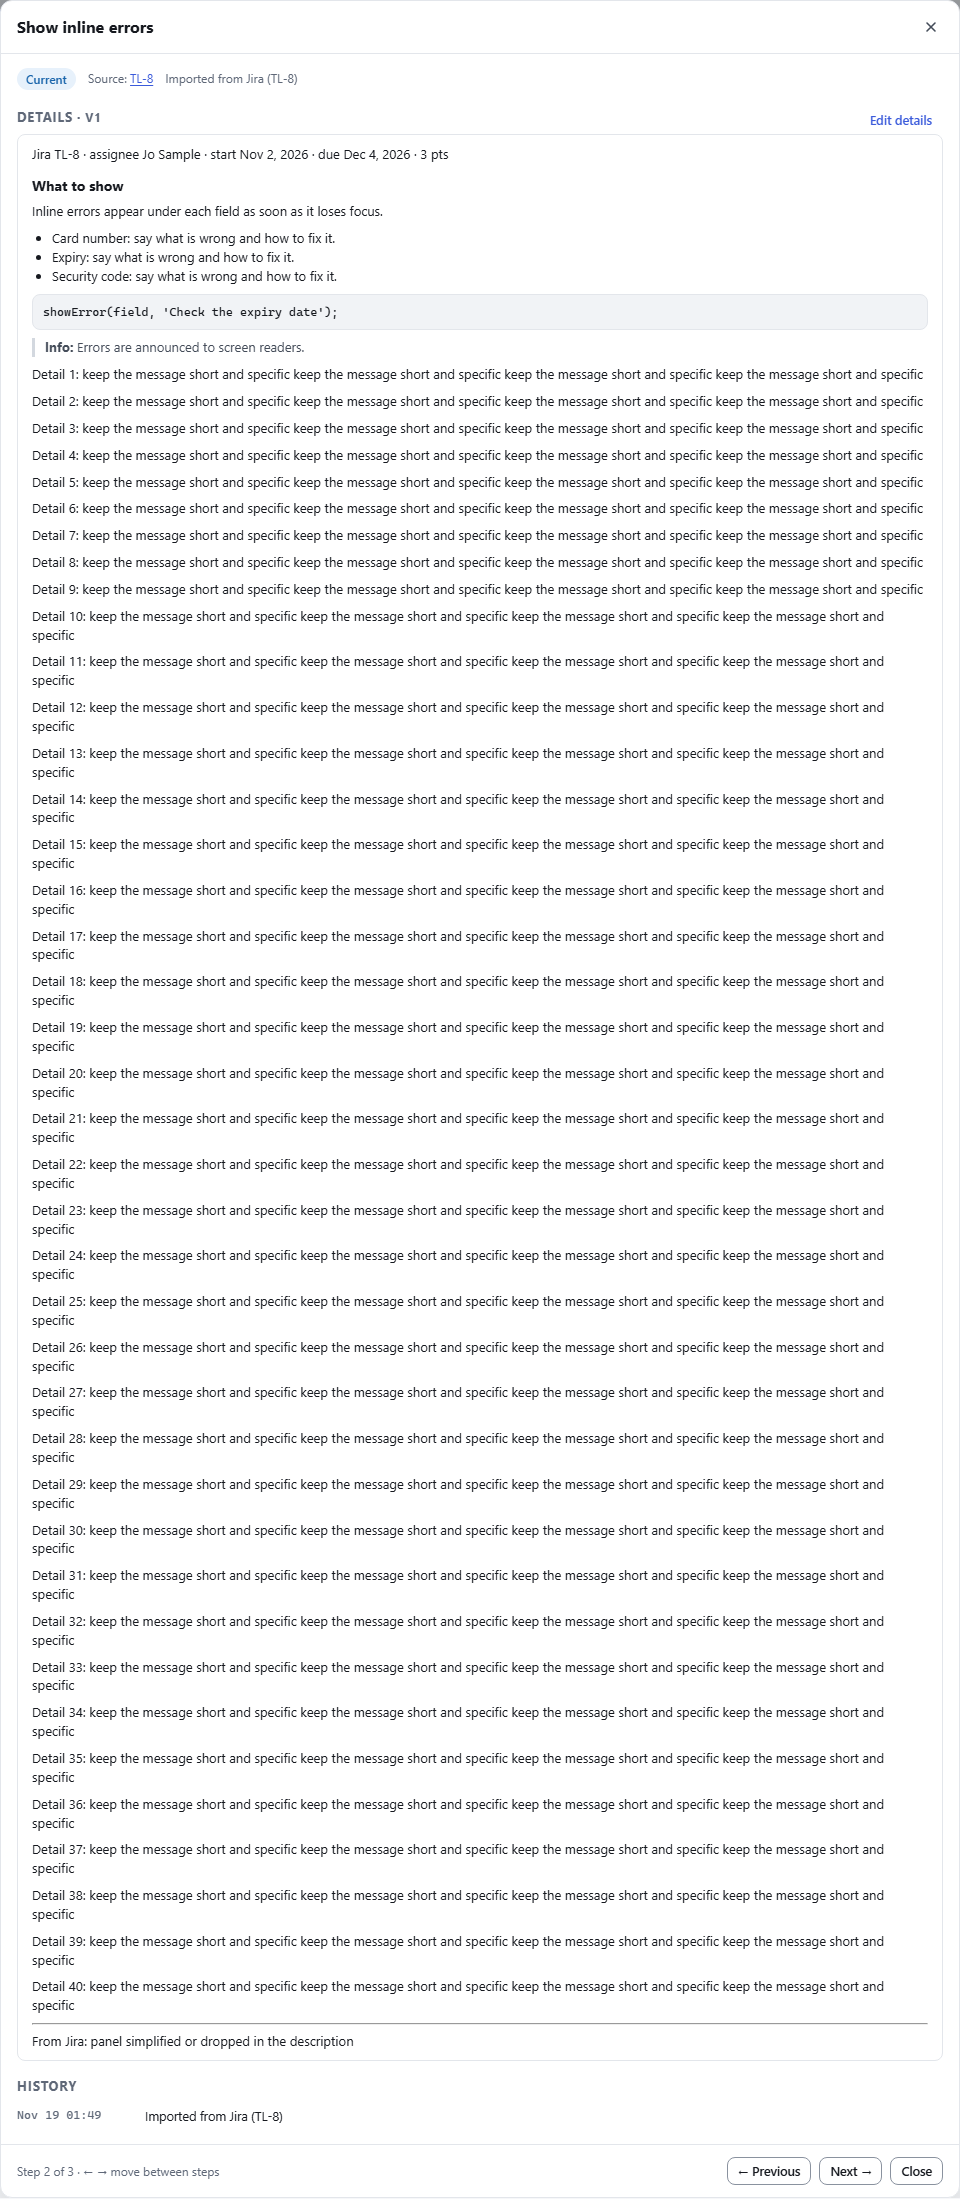 Show inline errors
×
Current Source: TL-8 Imported from Jira (TL-8)
DETAILS · V1
Edit details
Jira TL-8 · assignee Jo Sample · start Nov 2, 2026 · due Dec 4, 2026 · 3 pts
What to show
Inline errors appear under each field as soon as it loses focus.
• Card number: say what is wrong and how to fix it.
• Expiry: say what is wrong and how to fix it.
• Security code: say what is wrong and how to fix it.
showError(field, 'Check the expiry date');
Info: Errors are announced to screen readers.
Detail 1: keep the message short and specific keep the message short and specific keep the message short and specific keep the message short and specific
Detail 2: keep the message short and specific keep the message short and specific keep the message short and specific keep the message short and specific
Detail 3: keep the message short and specific keep the message short and specific keep the message short and specific keep the message short and specific
Detail 4: keep the message short and specific keep the message short and specific keep the message short and specific keep the message short and specific
Detail 5: keep the message short and specific keep the message short and specific keep the message short and specific keep the message short and specific
Detail 6: keep the message short and specific keep the message short and specific keep the message short and specific keep the message short and specific
Detail 7: keep the message short and specific keep the message short and specific keep the message short and specific keep the message short and specific
Detail 8: keep the message short and specific keep the message short and specific keep the message short and specific keep the message short and specific
Detail 9: keep the message short and specific keep the message short and specific keep the message short and specific keep the message short and specific
Detail 10: keep the message short and specific keep the message short and specific keep the message short and specific keep the message short and
specific
Detail 11: keep the message short and specific keep the message short and specific keep the message short and specific keep the message short and
specific
Detail 12: keep the message short and specific keep the message short and specific keep the message short and specific keep the message short and
specific
Detail 13: keep the message short and specific keep the message short and specific keep the message short and specific keep the message short and
specific
Detail 14: keep the message short and specific keep the message short and specific keep the message short and specific keep the message short and
specific
Detail 15: keep the message short and specific keep the message short and specific keep the message short and specific keep the message short and
specific
Detail 16: keep the message short and specific keep the message short and specific keep the message short and specific keep the message short and
specific
Detail 17: keep the message short and specific keep the message short and specific keep the message short and specific keep the message short and
specific
Detail 18: keep the message short and specific keep the message short and specific keep the message short and specific keep the message short and
specific
Detail 19: keep the message short and specific keep the message short and specific keep the message short and specific keep the message short and
specific
Detail 20: keep the message short and specific keep the message short and specific keep the message short and specific keep the message short and
specific
Detail 21: keep the message short and specific keep the message short and specific keep the message short and specific keep the message short and
specific
Detail 22: keep the message short and specific keep the message short and specific keep the message short and specific keep the message short and
specific
Detail 23: keep the message short and specific keep the message short and specific keep the message short and specific keep the message short and
specific
Detail 24: keep the message short and specific keep the message short and specific keep the message short and specific keep the message short and
specific
Detail 25: keep the message short and specific keep the message short and specific keep the message short and specific keep the message short and
specific
Detail 26: keep the message short and specific keep the message short and specific keep the message short and specific keep the message short and
specific
Detail 27: keep the message short and specific keep the message short and specific keep the message short and specific keep the message short and
specific
Detail 28: keep the message short and specific keep the message short and specific keep the message short and specific keep the message short and
specific
Detail 29: keep the message short and specific keep the message short and specific keep the message short and specific keep the message short and
specific
Detail 30: keep the message short and specific keep the message short and specific keep the message short and specific keep the message short and
specific
Detail 31: keep the message short and specific keep the message short and specific keep the message short and specific keep the message short and
specific
Detail 32: keep the message short and specific keep the message short and specific keep the message short and specific keep the message short and
specific
Detail 33: keep the message short and specific keep the message short and specific keep the message short and specific keep the message short and
specific
Detail 34: keep the message short and specific keep the message short and specific keep the message short and specific keep the message short and
specific
Detail 35: keep the message short and specific keep the message short and specific keep the message short and specific keep the message short and
specific
Detail 36: keep the message short and specific keep the message short and specific keep the message short and specific keep the message short and
specific
Detail 37: keep the message short and specific keep the message short and specific keep the message short and specific keep the message short and
specific
Detail 38: keep the message short and specific keep the message short and specific keep the message short and specific keep the message short and
specific
Detail 39: keep the message short and specific keep the message short and specific keep the message short and specific keep the message short and
specific
Detail 40: keep the message short and specific keep the message short and specific keep the message short and specific keep the message short and
specific
From Jira: panel simplified or dropped in the description
HISTORY
Nov 19 01:49 Imported from Jira (TL-8)
Step 2 of 3 · ← → move between steps
← Previous Next → Close